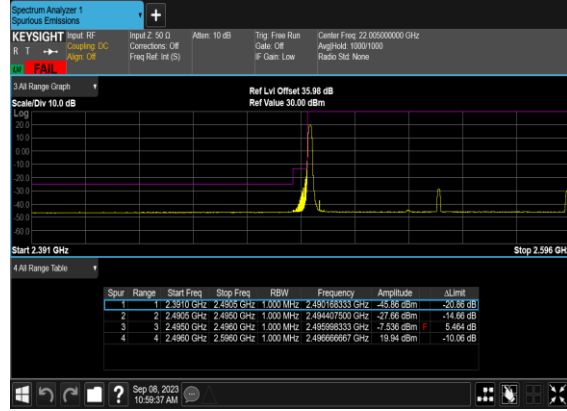 Spectrum Analyzer 1
Spurious Emissions
+
KEYSIGHT Input: RF Input Z: 50 Ω Atten: 10 dB Trig: Free Run Center Freq: 22.005000000 GHz
R T Coupling: DC Corrections: Off Gate: Off Avg|Hold: 1000/1000
Align: Off Freq Ref: Int (S) IF Gain: Low Radio Std: None
FAIL
3 All Range Graph
Ref Lvl Offset 35.98 dB
Scale/Div 10.0 dB Ref Value 30.00 dBm
Log
20.0
10.0
0.00
-10.0
-20.0
-30.0
-40.0
-50.0
-60.0
Start 2.391 GHz Stop 2.596 GHz
4 All Range Table
Spur Range Start Freq Stop Freq RBW Frequency Amplitude ΔLimit
1 1 2.3910 GHz 2.4905 GHz 1.000 MHz 2.490168333 GHz -45.86 dBm -20.86 dB
2 2 2.4905 GHz 2.4950 GHz 1.000 MHz 2.494407500 GHz -27.66 dBm -14.66 dB
3 3 2.4950 GHz 2.4960 GHz 1.000 MHz 2.495998333 GHz -7.536 dBm F 5.464 dB
4 4 2.4960 GHz 2.5960 GHz 1.000 MHz 2.496666667 GHz 19.94 dBm -10.06 dB
? Sep 08, 2023
10:59:37 AM